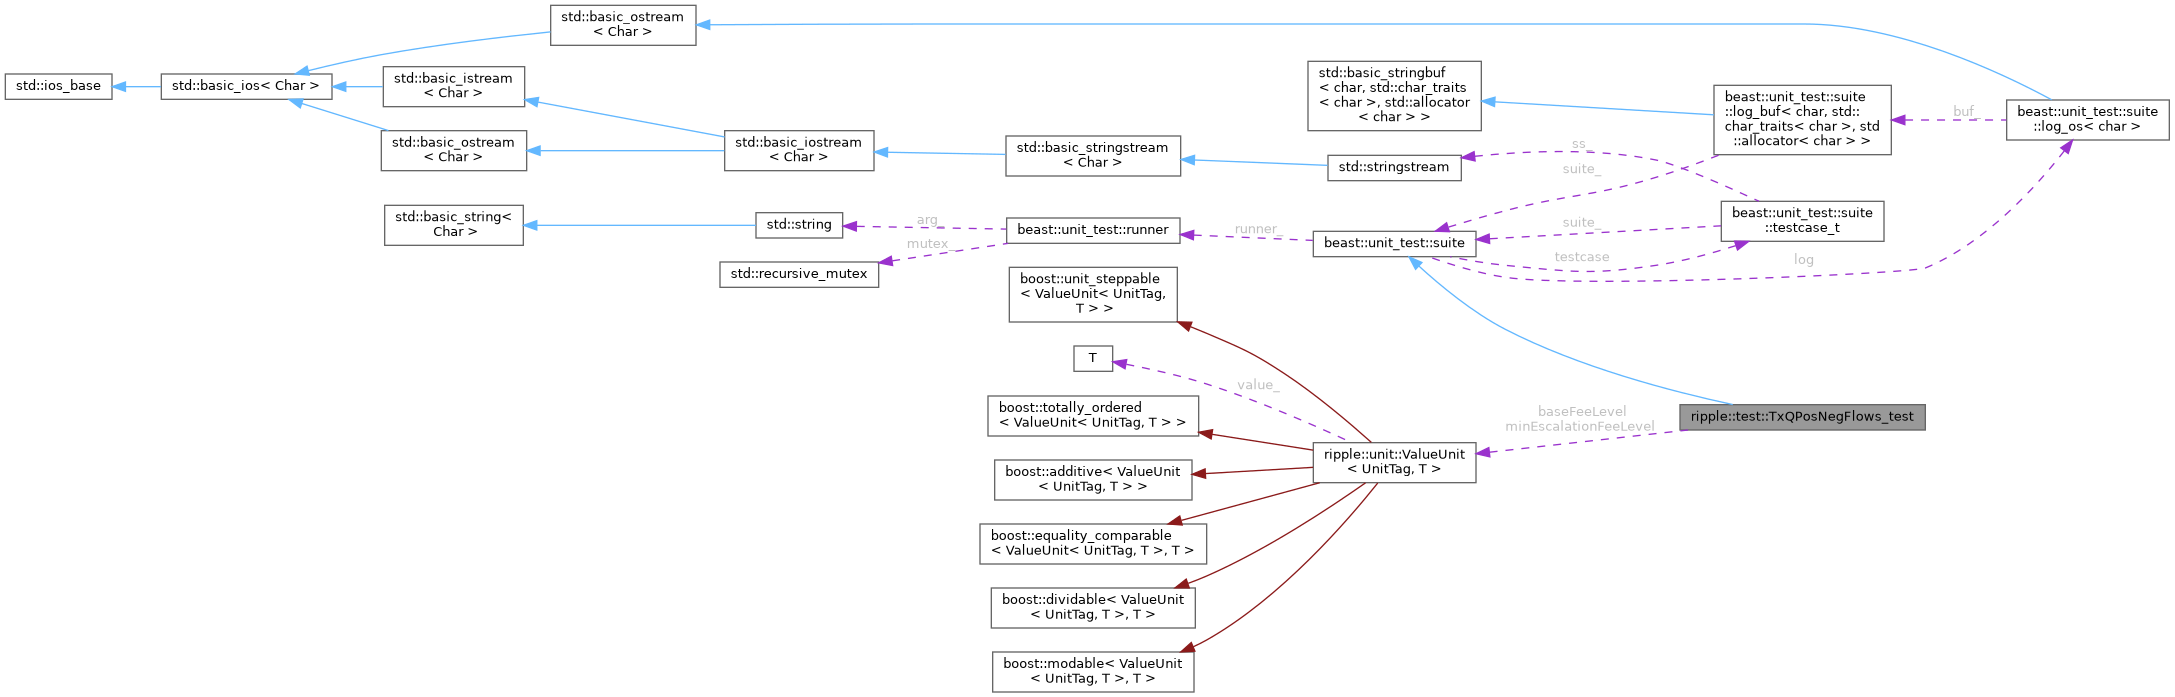 std::basic_ostream
< Char >
std::ios_base
std::basic_ios< Char >
std::basic_istream
< Char >
std::basic_ostream
< Char >
std::basic_iostream
< Char >
std::basic_stringstream
< Char >
std::basic_stringbuf
< char, std::char_traits
< char >, std::allocator
< char > >
std::stringstream
beast::unit_test::suite
::log_buf< char, std::
char_traits< char >, std
::allocator< char > >
buf_
beast::unit_test::suite
::log_os< char >
ss_
suite_
std::basic_string<
Char >
std::string
arg_
mutex_
std::recursive_mutex
beast::unit_test::runner
runner_
beast::unit_test::suite
suite_
testcase
beast::unit_test::suite
::testcase_t
log
boost::unit_steppable
< ValueUnit< UnitTag,
T > >
T
value_
boost::totally_ordered
< ValueUnit< UnitTag, T > >
boost::additive< ValueUnit
< UnitTag, T > >
boost::equality_comparable
< ValueUnit< UnitTag, T >, T >
boost::dividable< ValueUnit
< UnitTag, T >, T >
boost::modable< ValueUnit
< UnitTag, T >, T >
ripple::unit::ValueUnit
< UnitTag, T >
baseFeeLevel
minEscalationFeeLevel
ripple::test::TxQPosNegFlows_test